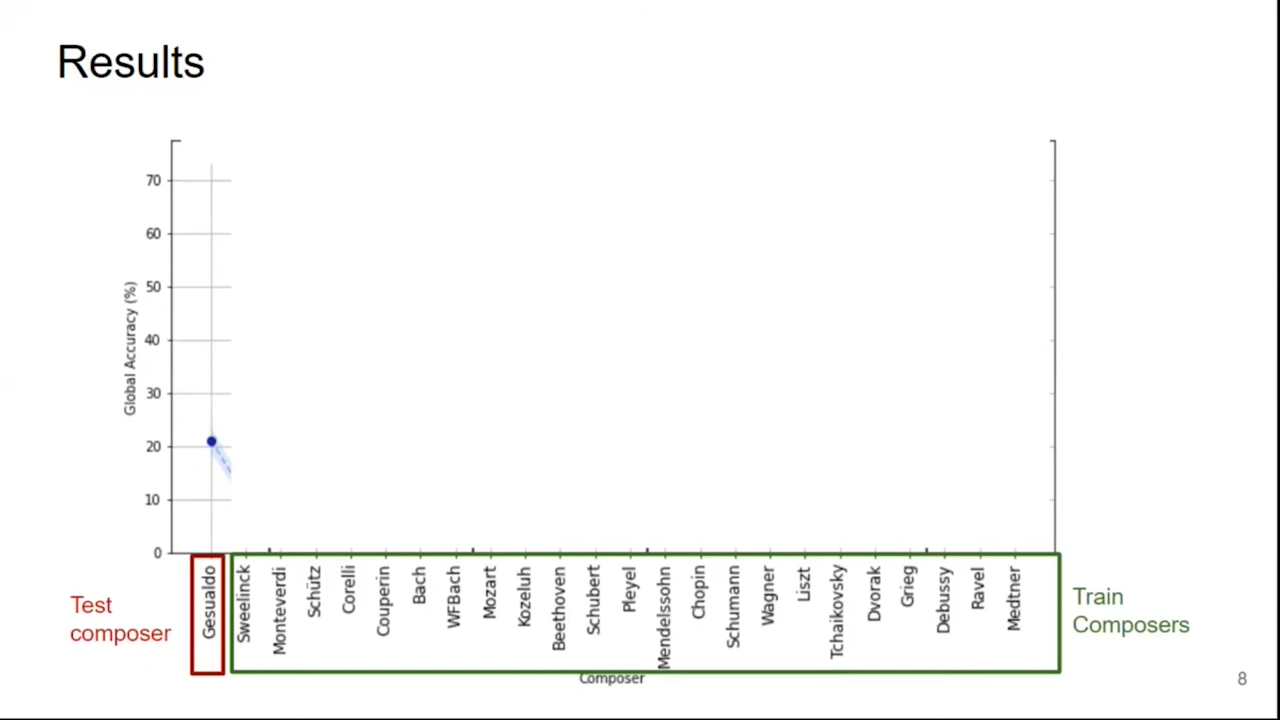 Results
70
60
50
40
30
20
10
0
Global Accuracy (%)
Gesualdo
Sweelinck
Monteverdi
Schütz
Corelli
Couperin
Bach
WFBach
Mozart
Kozeluh
Beethoven
Schubert
Pleyel
Mendelssohn
Chopin
Schumann
Wagner
Liszt
Tchaikovsky
Dvorak
Grieg
Debussy
Ravel
Medtner
Test
composer
Train
Composers
Composer
8